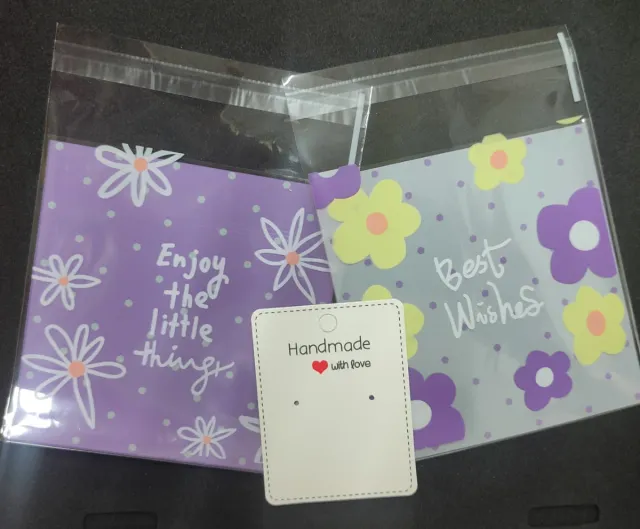 Enjoy
the
little
things
Best
Wishes
Handmade
with love